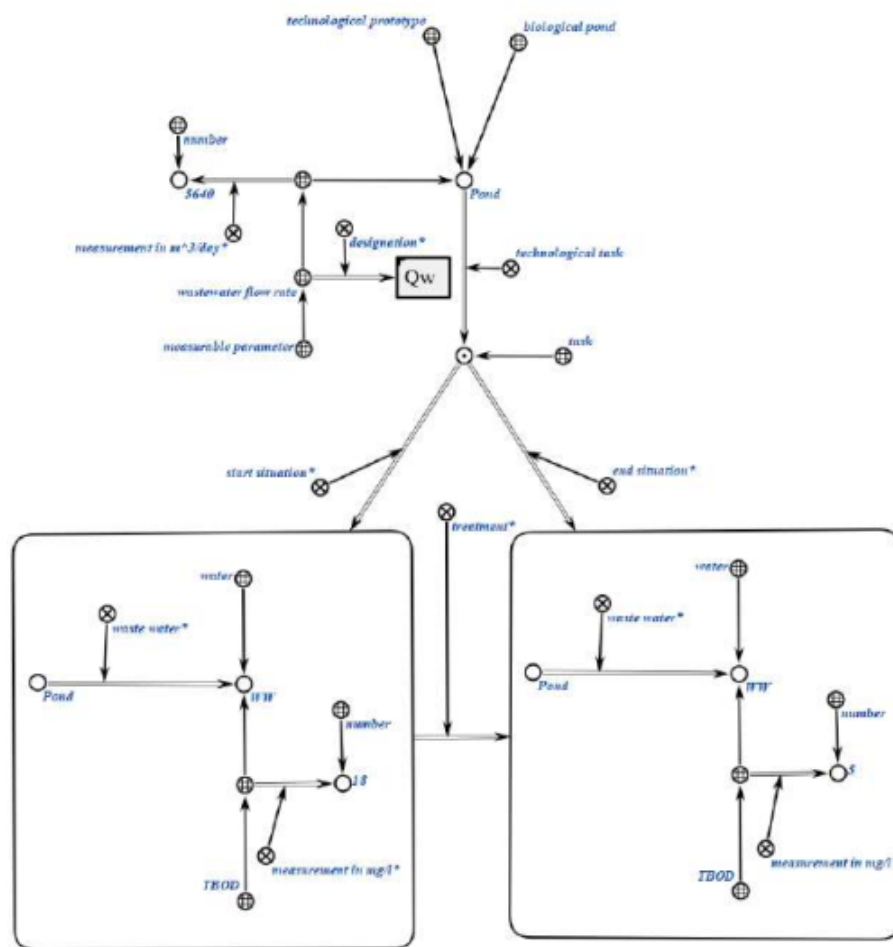 technological prototype
biological pond
number
5640
Pond
measurement in m^3/day*
designation*
technological task
Qw
wastewater flow rate
measurable parameter
task
start situation*
end situation*
treatment*
water
waste water*
Pond
WW
number
18
measurement in mg/l*
TBOD
water
waste water*
Pond
WW
number
5
measurement in mg/l
TBOD